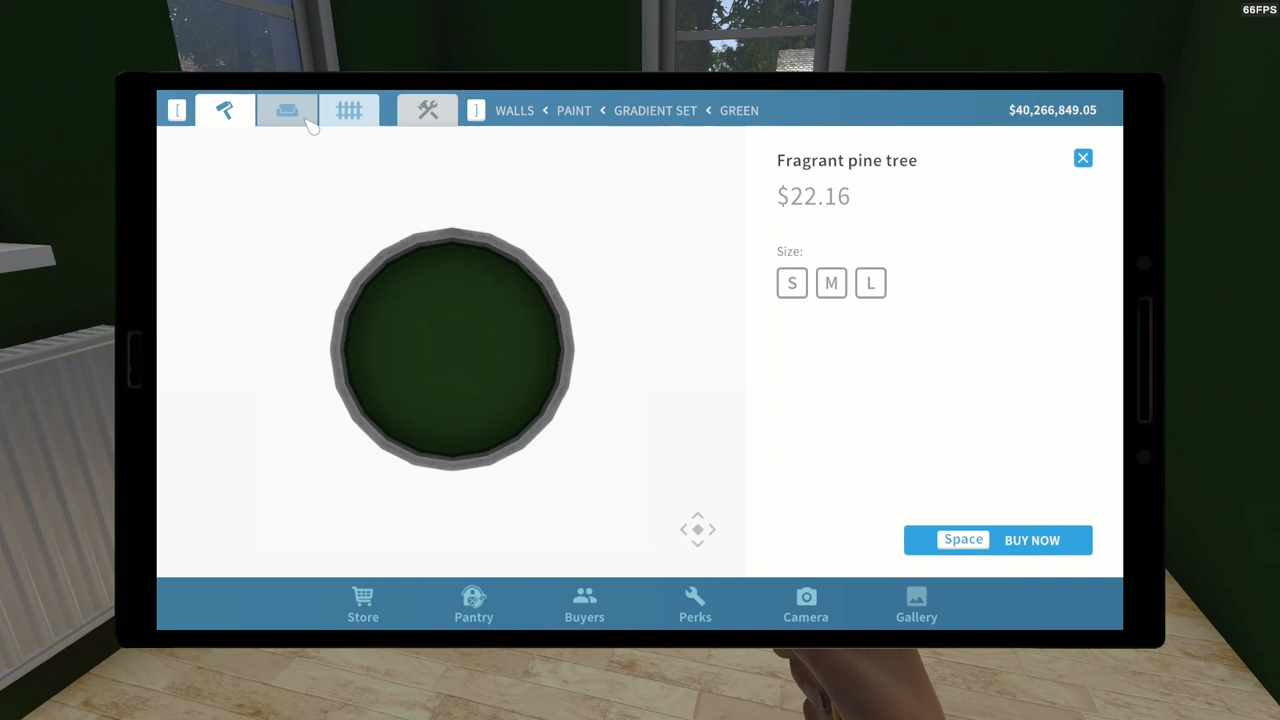 66FPS
[
]
WALLS < PAINT < GRADIENT SET < GREEN
$40,266,849.05
Fragrant pine tree
$22.16
Size:
S M L
Space BUY NOW
Store
Pantry
Buyers
Perks
Camera
Gallery